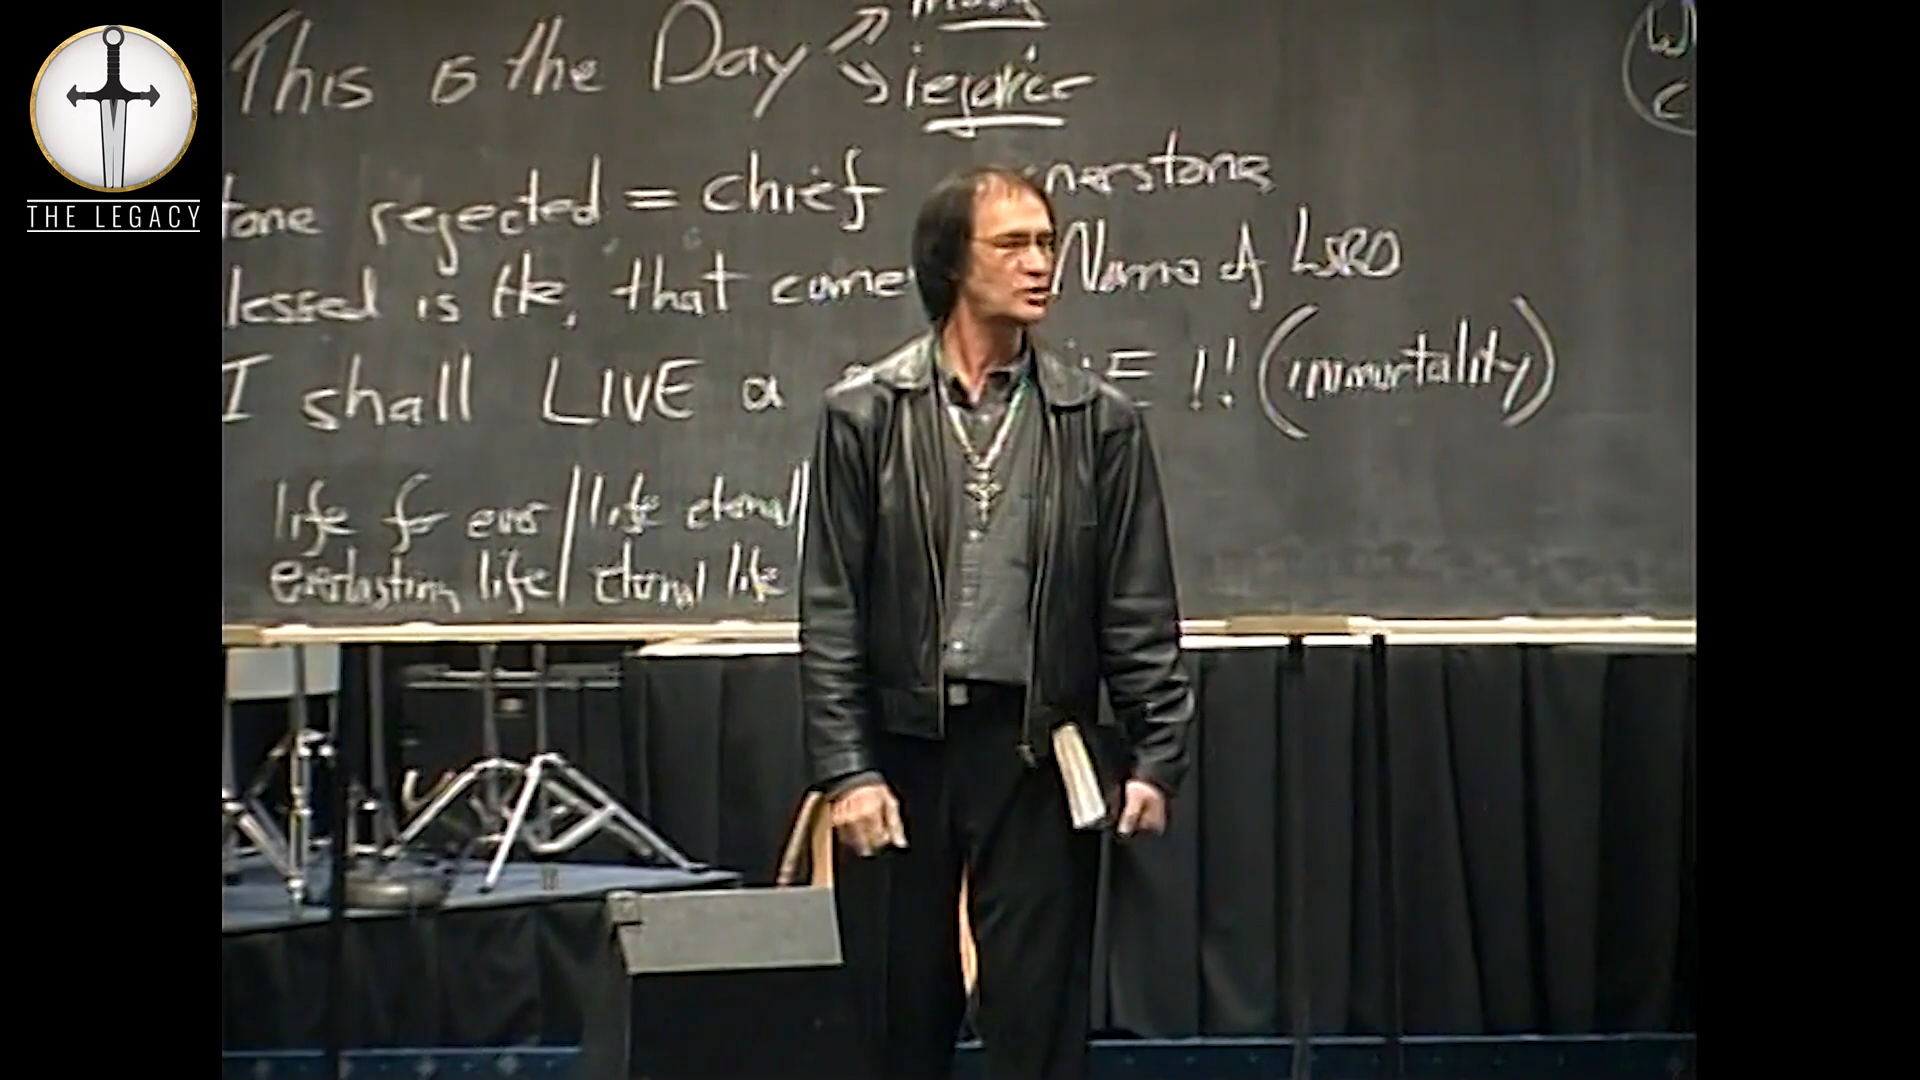 THE LEGACY
This is the Day
rejoice
tone rejected = chief nerstone
lessed is He, that come Name of LORD
I shall LIVE a E !! (immortality)
life for ever / life eternal /
everlasting life / eternal life